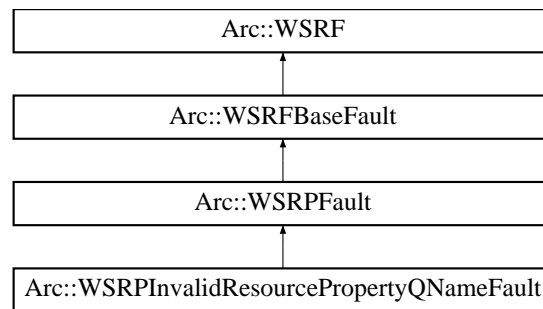 Arc::WSRF
Arc::WSRFBaseFault
Arc::WSRPFault
Arc::WSRPInvalidResourcePropertyQNameFault